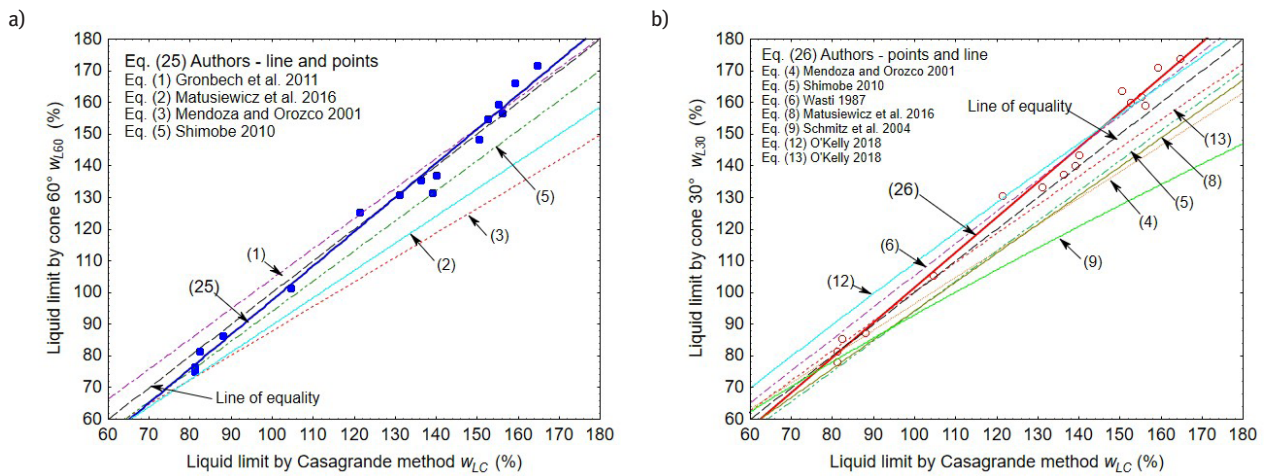 a)
Eq. (25) Authors - line and points
Eq. (1) Gronbech et al. 2011
Eq. (2) Matusiewicz et al. 2016
Eq. (3) Mendoza and Orozco 2001
Eq. (5) Shimobe 2010
180
170
160
150
140
130
120
110
100
90
80
70
60
Liquid limit by cone 60° wL60 (%)
(1)
(25)
(5)
(3)
(2)
Line of equality
60 70 80 90 100 110 120 130 140 150 160 170 180
Liquid limit by Casagrande method wLC (%)
b)
Eq. (26) Authors - points and line
Eq. (4) Mendoza and Orozco 2001
Eq. (5) Shimobe 2010
Eq. (6) Wasti 1987
Eq. (8) Matusiewicz et al. 2016
Eq. (9) Schmitz et al. 2004
Eq. (12) O'Kelly 2018
Eq. (13) O'Kelly 2018
180
170
160
150
140
130
120
110
100
90
80
70
60
Liquid limit by cone 30° wL30 (%)
Line of equality
(13)
(8)
(5)
(4)
(26)
(6)
(12)
(9)
60 70 80 90 100 110 120 130 140 150 160 170 180
Liquid limit by Casagrande method wLC (%)